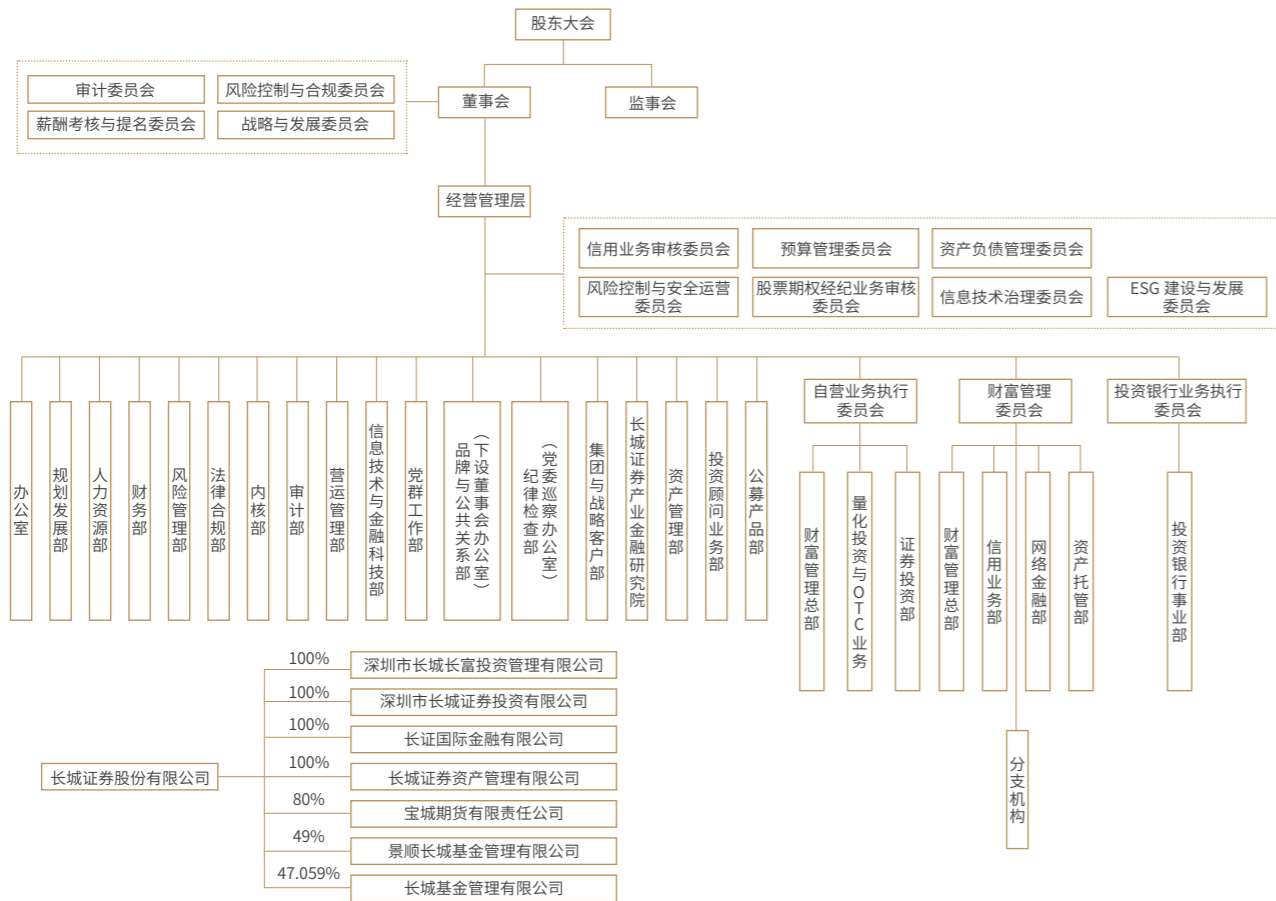 股东大会
审计委员会
风险控制与合规委员会
薪酬考核与提名委员会
战略与发展委员会
董事会
监事会
经营管理层
信用业务审核委员会
预算管理委员会
资产负债管理委员会
风险控制与安全运营
委员会
股票期权经纪业务审核
委员会
信息技术治理委员会
ESG 建设与发展
委员会
办公室
规划发展部
人力资源部
财务部
风险管理部
法律合规部
内核部
审计部
营运管理部
信息技术与金融科技部
党群工作部
品牌与公共关系部
（下设董事会办公室）
纪律检查部
（党委巡察办公室）
集团与战略客户部
长城证券产业金融研究院
资产管理部
投资顾问业务部
公募产品部
自营业务执行
委员会
财富管理总部
量化投资与OTC业务
证券投资部
财富管理
委员会
财富管理总部
信用业务部
网络金融部
资产托管部
分支机构
投资银行业务执行
委员会
投资银行事业部
长城证券股份有限公司
100%
深圳市长城长富投资管理有限公司
100%
深圳市长城证券投资有限公司
100%
长证国际金融有限公司
100%
长城证券资产管理有限公司
80%
宝城期货有限责任公司
49%
景顺长城基金管理有限公司
47.059%
长城基金管理有限公司